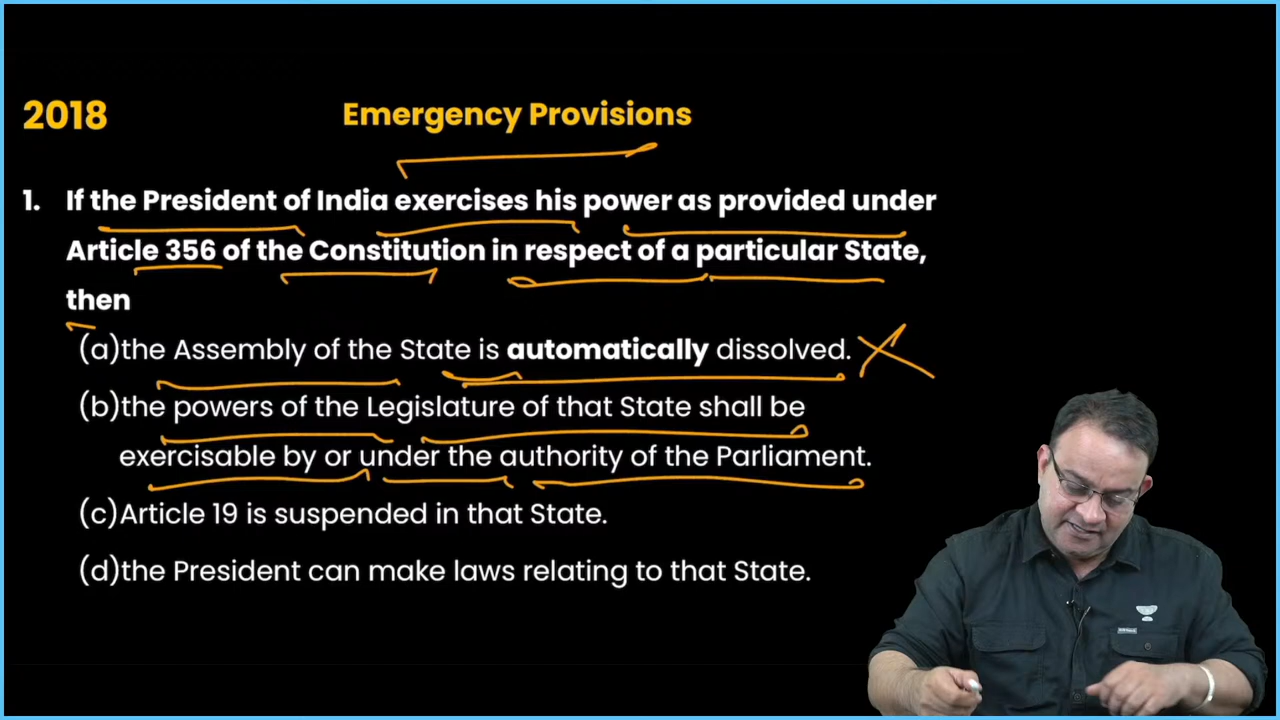 2018
Emergency Provisions
1. If the President of India exercises his power as provided under
Article 356 of the Constitution in respect of a particular State,
then
(a)the Assembly of the State is automatically dissolved.
(b)the powers of the Legislature of that State shall be
exercisable by or under the authority of the Parliament.
(c)Article 19 is suspended in that State.
(d)the President can make laws relating to that State.